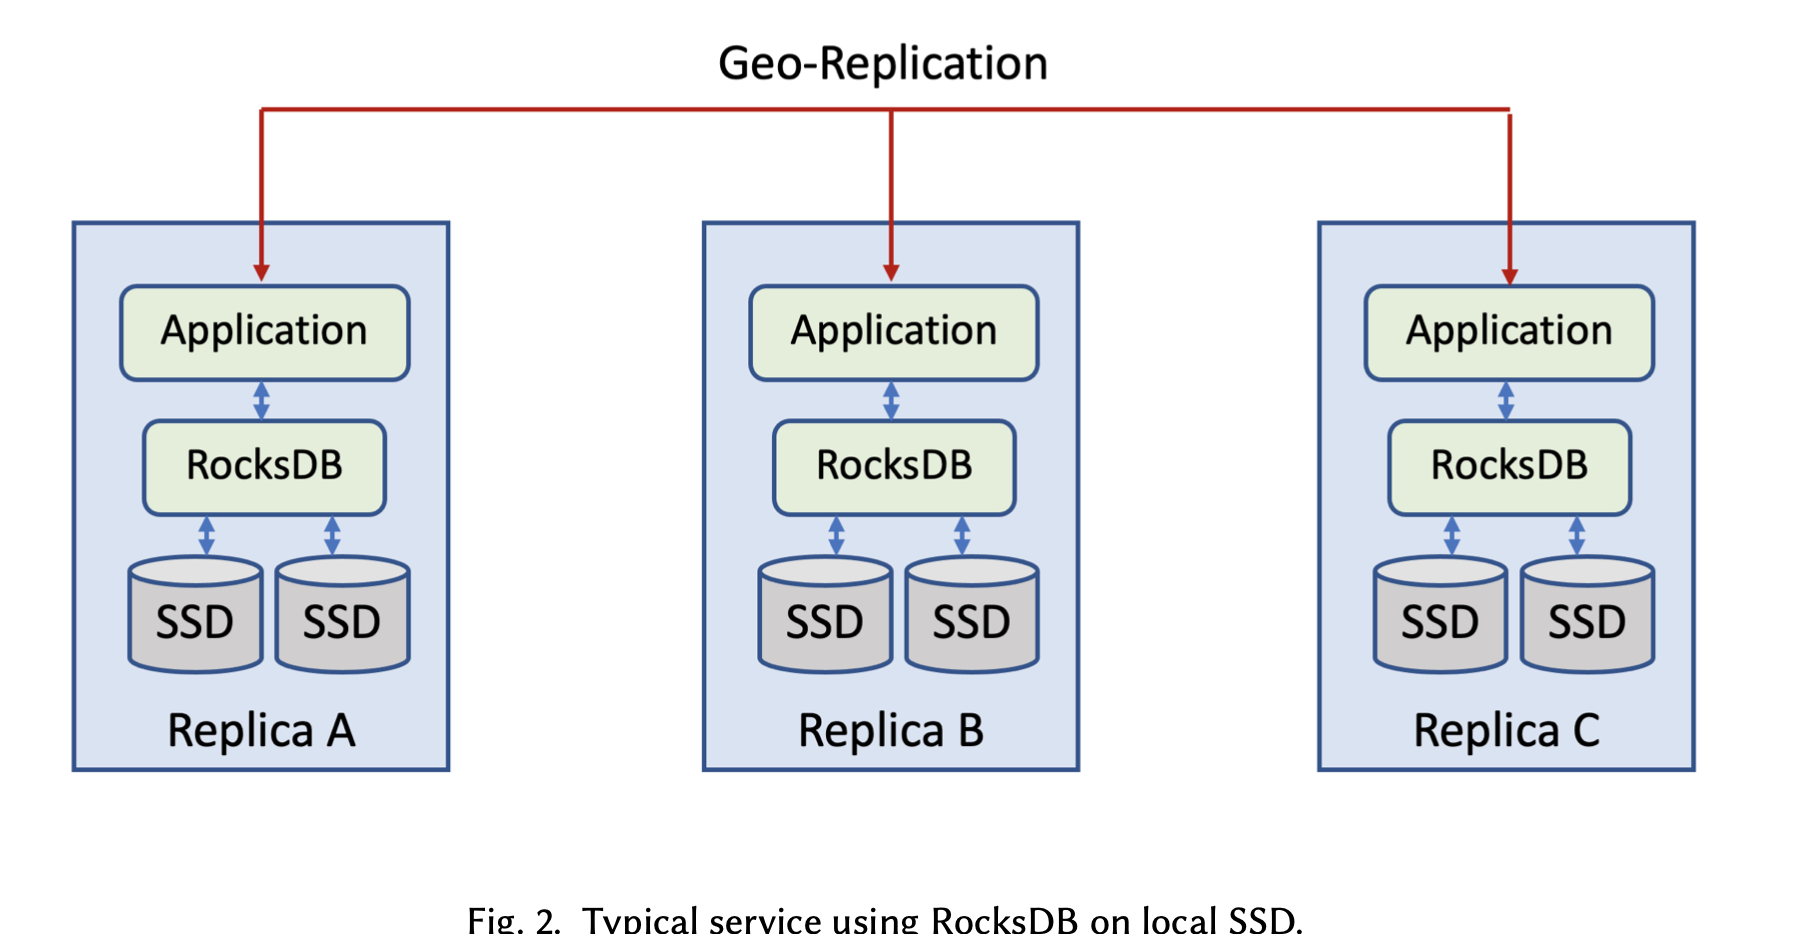 Geo-Replication
Application
Application
Application
RocksDB
RocksDB
RocksDB
SSD
SSD
SSD
SSD
SSD
SSD
Replica A
Replica B
Replica C
Fig. 2. Typical service using RocksDB on local SSD.